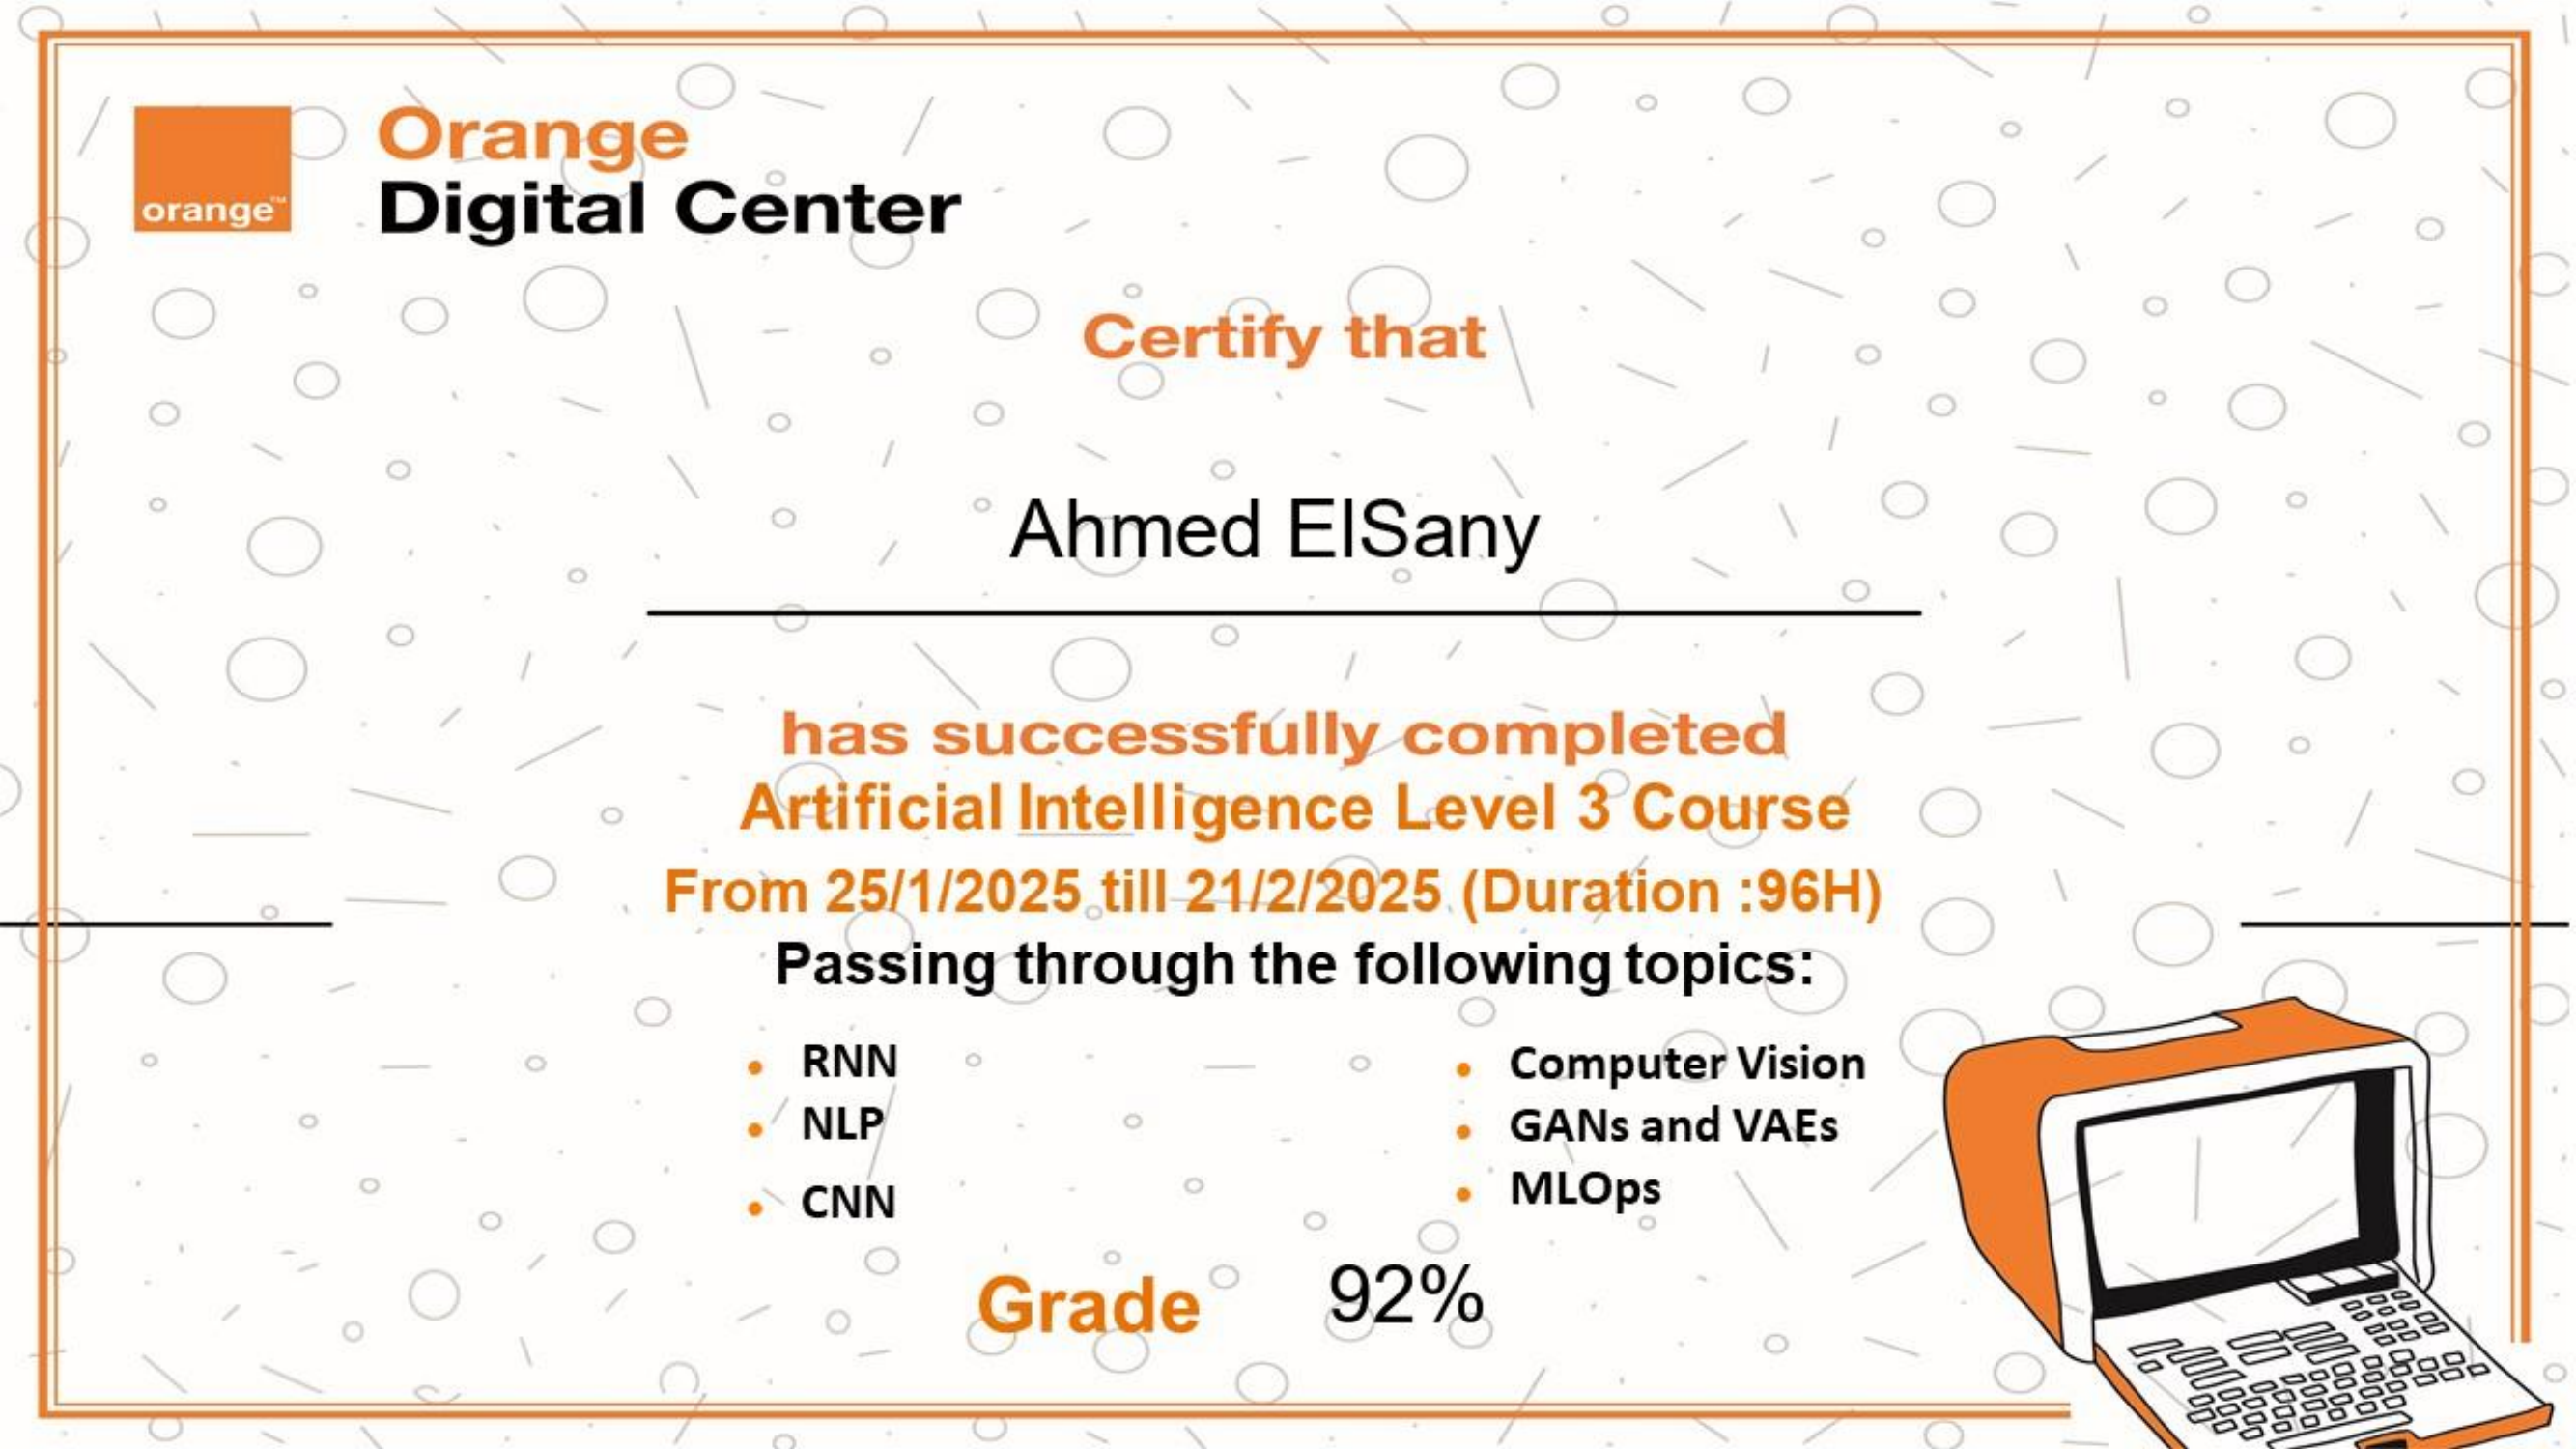 orange™
Orange
Digital Center
Certify that
Ahmed ElSany
has successfully completed
Artificial Intelligence Level 3 Course
From 25/1/2025 till 21/2/2025 (Duration :96H)
Passing through the following topics:
• RNN
• NLP
• CNN
• Computer Vision
• GANs and VAEs
• MLOps
Grade 92%